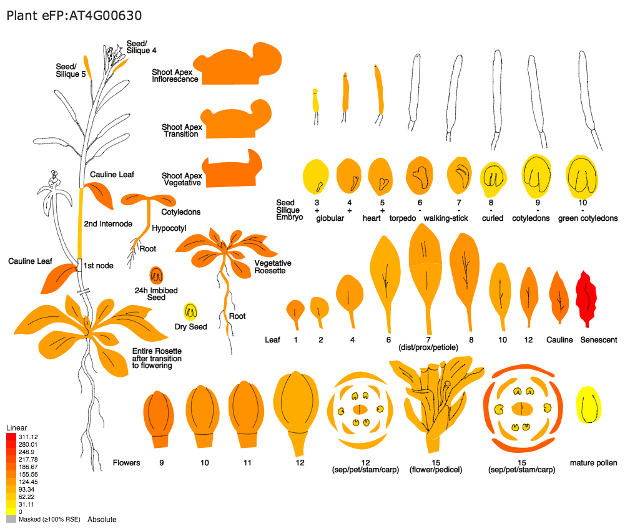 Plant eFP:AT4G00630
Seed/
Silique 4
Seed/
Silique 5
Shoot Apex
Inflorescence
Shoot Apex
Transition
Shoot Apex
Vegetative
Cauline Leaf
Cotyledons
2nd Internode
Hypocotyl
Root
Cauline Leaf
1st node
24h Imbibed
Seed
Dry Seed
Vegetative
Roesette
Root
Entire Rosette
after transition
to flowering
Seed 3 4 5 6 7 8 9 10
Silique + + + - - - - -
Embryo globular heart torpedo walking-stick curled cotyledons green cotyledons
Leaf 1 2 4 6 7 8 10 12 Cauline Senescent
(dist/prox/petiole)
Flowers 9 10 11 12 12 15 15 mature pollen
(sep/pet/stam/carp) (flower/pedicel) (sep/pet/stam/carp)
Linear
311.12
280.01
248.9
217.78
186.67
155.56
124.45
93.34
62.22
31.11
0
Masked (≥100% RSE) Absolute